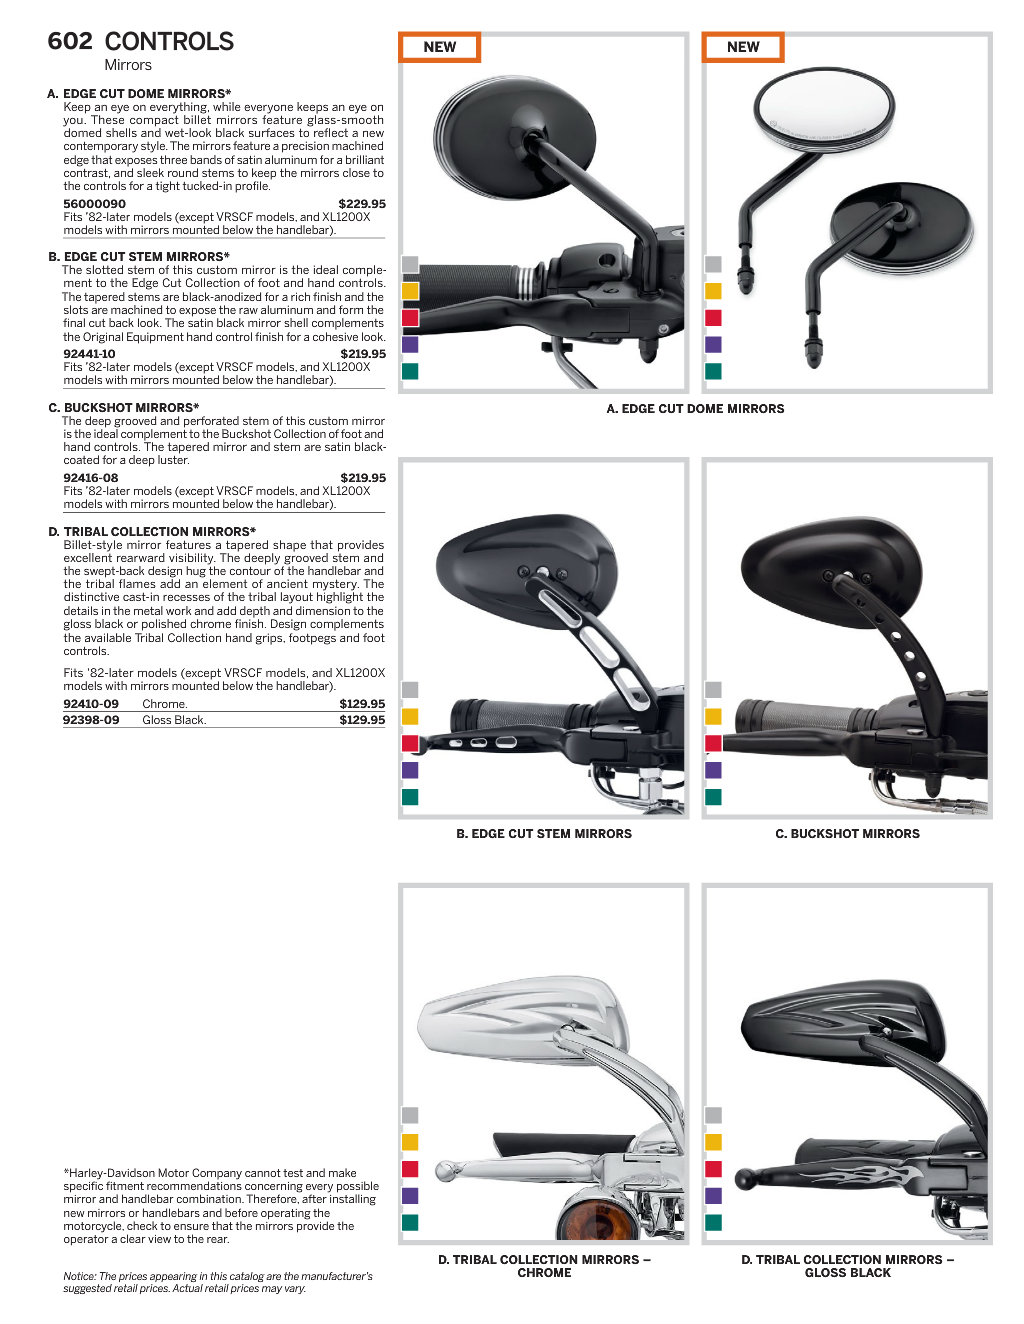 602 CONTROLS
Mirrors
A. EDGE CUT DOME MIRRORS*
Keep an eye on everything, while everyone keeps an eye on
you. These compact billet mirrors feature glass-smooth
domed shells and wet-look black surfaces to reflect a new
contemporary style. The mirrors feature a precision machined
edge that exposes three bands of satin aluminum for a brilliant
contrast, and sleek round stems to keep the mirrors close to
the controls for a tight tucked-in profile.
56000090 $229.95
Fits ’82-later models (except VRSCF models, and XL1200X
models with mirrors mounted below the handlebar).
B. EDGE CUT STEM MIRRORS*
The slotted stem of this custom mirror is the ideal comple-
ment to the Edge Cut Collection of foot and hand controls.
The tapered stems are black-anodized for a rich finish and the
slots are machined to expose the raw aluminum and form the
final cut back look. The satin black mirror shell complements
the Original Equipment hand control finish for a cohesive look.
92441-10 $219.95
Fits ’82-later models (except VRSCF models, and XL1200X
models with mirrors mounted below the handlebar).
C. BUCKSHOT MIRRORS*
The deep grooved and perforated stem of this custom mirror
is the ideal complement to the Buckshot Collection of foot and
hand controls. The tapered mirror and stem are satin black-
coated for a deep luster.
92416-08 $219.95
Fits ’82-later models (except VRSCF models, and XL1200X
models with mirrors mounted below the handlebar).
D. TRIBAL COLLECTION MIRRORS*
Billet-style mirror features a tapered shape that provides
excellent rearward visibility. The deeply grooved stem and
the swept-back design hug the contour of the handlebar and
the tribal flames add an element of ancient mystery. The
distinctive cast-in recesses of the tribal layout highlight the
details in the metal work and add depth and dimension to the
gloss black or polished chrome finish. Design complements
the available Tribal Collection hand grips, footpegs and foot
controls.
Fits ’82-later models (except VRSCF models, and XL1200X
models with mirrors mounted below the handlebar).
92410-09 Chrome. $129.95
92398-09 Gloss Black. $129.95
*Harley-Davidson Motor Company cannot test and make
specific fitment recommendations concerning every possible
mirror and handlebar combination. Therefore, after installing
new mirrors or handlebars and before operating the
motorcycle, check to ensure that the mirrors provide the
operator a clear view to the rear.
Notice: The prices appearing in this catalog are the manufacturer’s
suggested retail prices. Actual retail prices may vary.
NEW
NEW
A. EDGE CUT DOME MIRRORS
B. EDGE CUT STEM MIRRORS
C. BUCKSHOT MIRRORS
D. TRIBAL COLLECTION MIRRORS –
CHROME
D. TRIBAL COLLECTION MIRRORS –
GLOSS BLACK